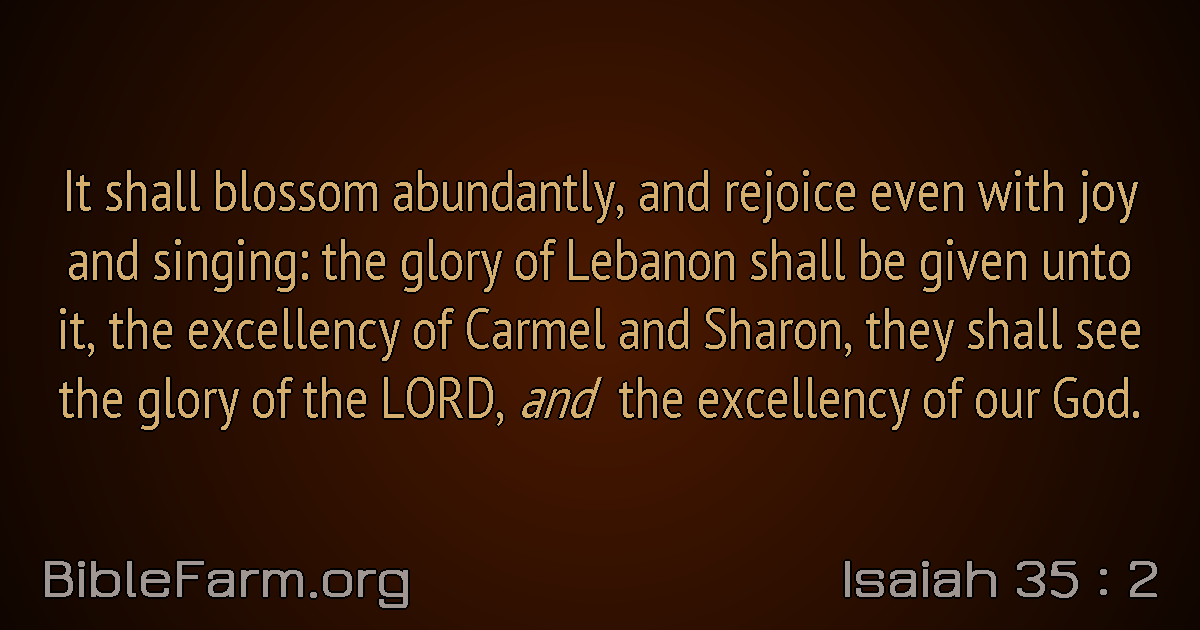 It shall blossom abundantly, and rejoice even with joy
and singing: the glory of Lebanon shall be given unto
it, the excellency of Carmel and Sharon, they shall see
the glory of the LORD, and the excellency of our God.
BibleFarm.org
Isaiah 35 : 2